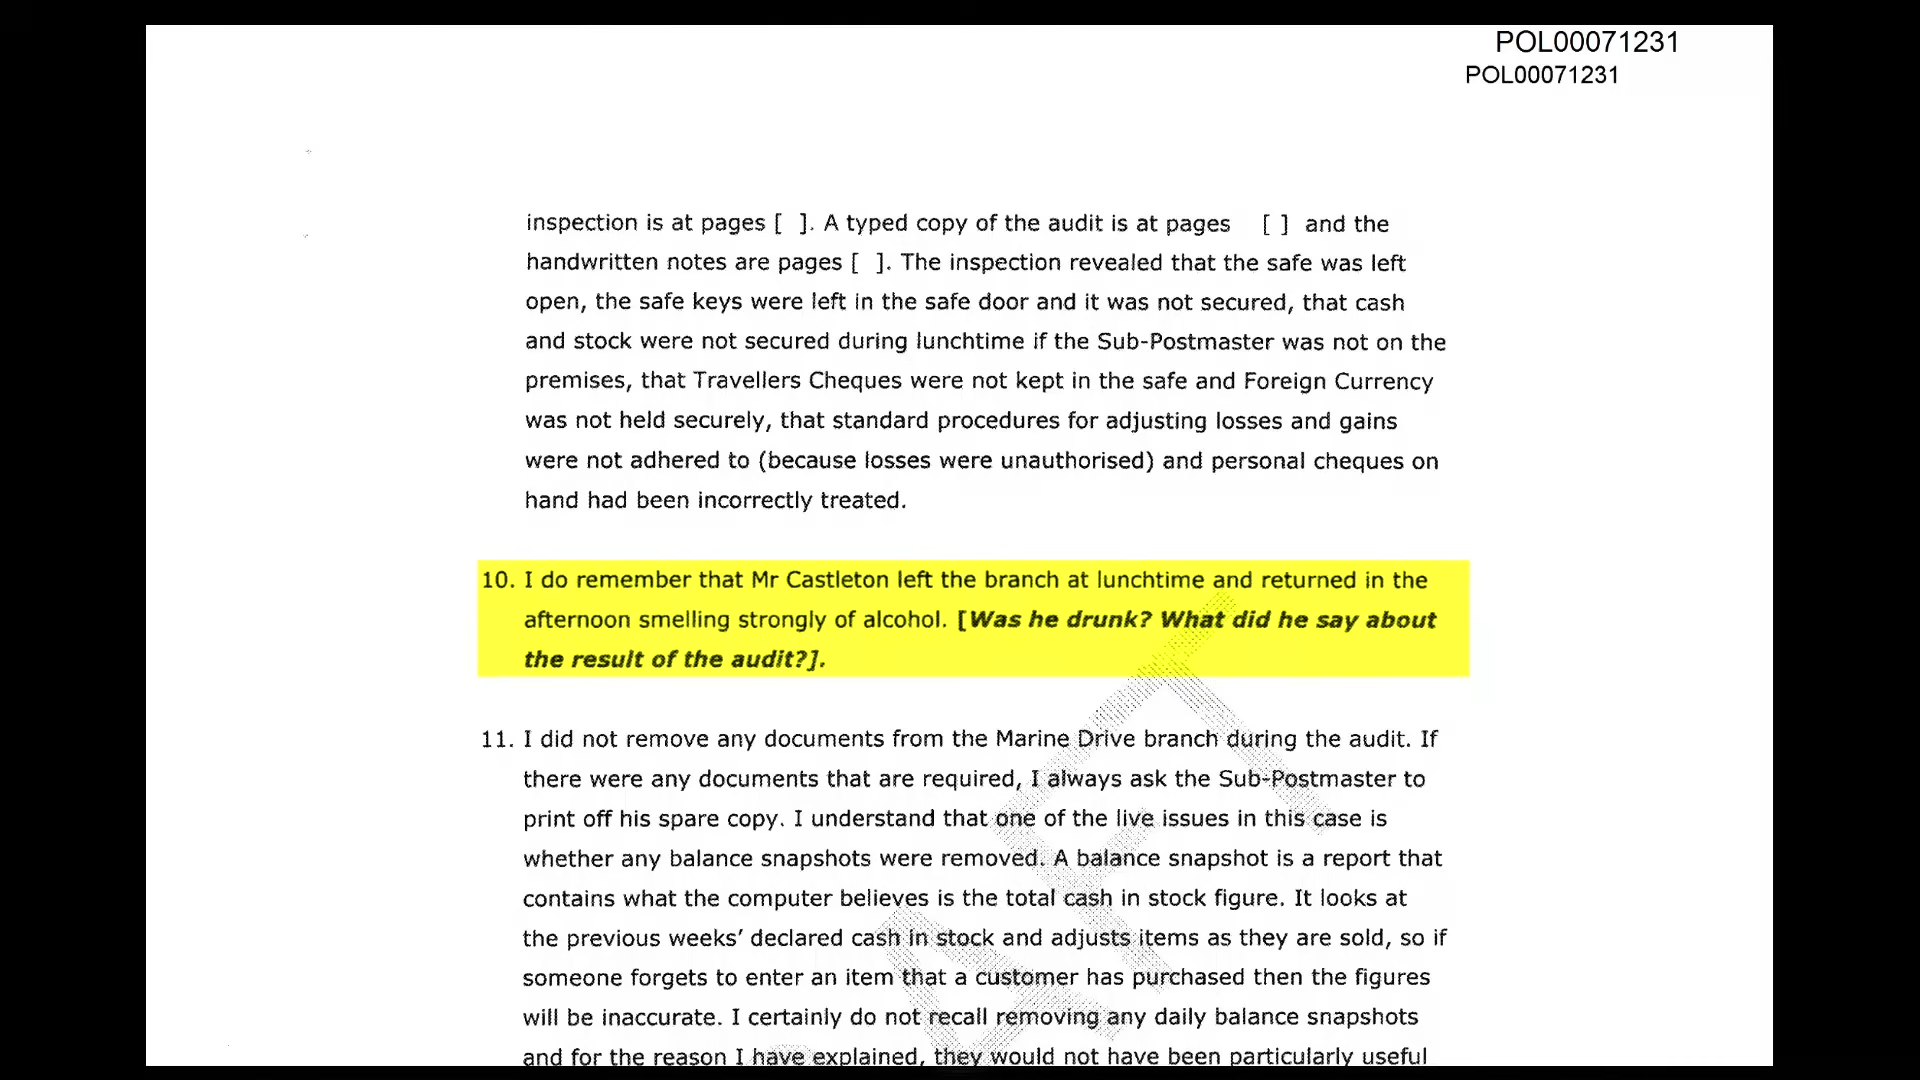 POL00071231
POL00071231
inspection is at pages [ ]. A typed copy of the audit is at pages [ ] and the
handwritten notes are pages [ ]. The inspection revealed that the safe was left
open, the safe keys were left in the safe door and it was not secured, that cash
and stock were not secured during lunchtime if the Sub-Postmaster was not on the
premises, that Travellers Cheques were not kept in the safe and Foreign Currency
was not held securely, that standard procedures for adjusting losses and gains
were not adhered to (because losses were unauthorised) and personal cheques on
hand had been incorrectly treated.
10. I do remember that Mr Castleton left the branch at lunchtime and returned in the
afternoon smelling strongly of alcohol. [Was he drunk? What did he say about
the result of the audit?].
11. I did not remove any documents from the Marine Drive branch during the audit. If
there were any documents that are required, I always ask the Sub-Postmaster to
print off his spare copy. I understand that one of the live issues in this case is
whether any balance snapshots were removed. A balance snapshot is a report that
contains what the computer believes is the total cash in stock figure. It looks at
the previous weeks' declared cash in stock and adjusts items as they are sold, so if
someone forgets to enter an item that a customer has purchased then the figures
will be inaccurate. I certainly do not recall removing any daily balance snapshots
and for the reason I have explained, they would not have been particularly useful